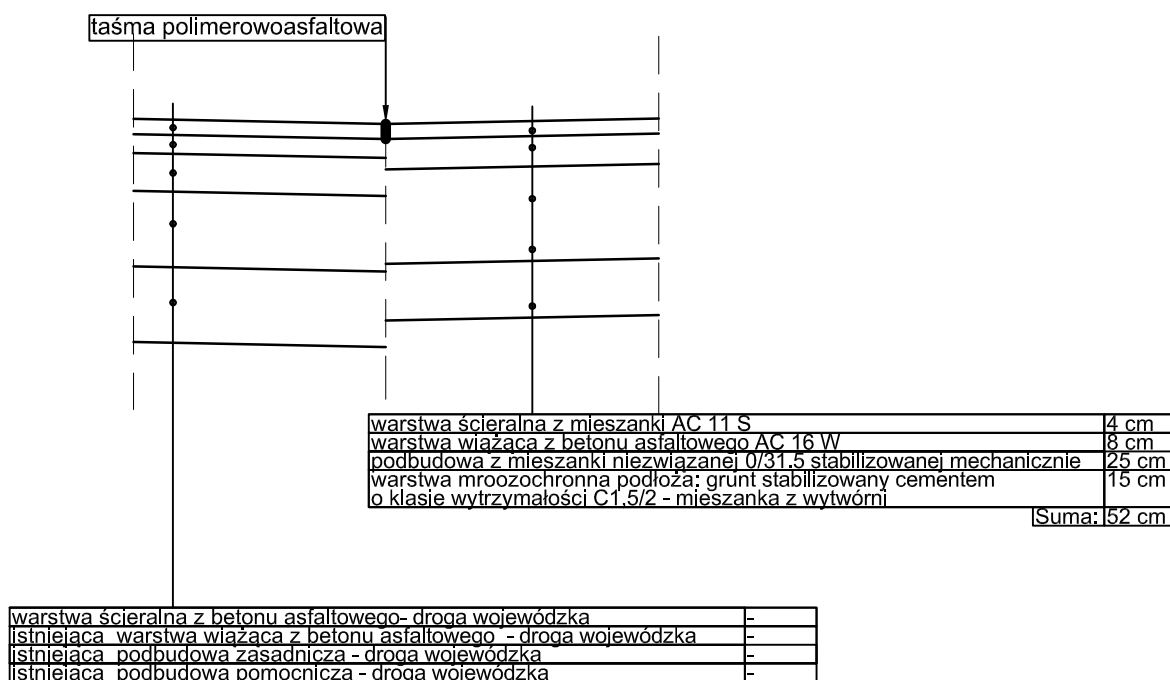 taśma polimerowoasfaltowa
warstwa ścieralna z mieszanki AC 11 S 4 cm
warstwa wiążąca z betonu asfaltowego AC 16 W 8 cm
podbudowa z mieszanki niezwiązanej 0/31.5 stabilizowanej mechanicznie 25 cm
warstwa mroozochronna podłoża: grunt stabilizowany cementem 15 cm
o klasie wytrzymałości C1,5/2 - mieszanka z wytwórni
Suma: 52 cm
warstwa ścieralna z betonu asfaltowego- droga wojewódzka -
istniejąca warstwa wiążąca z betonu asfaltowego - droga wojewódzka -
istniejąca podbudowa zasadnicza - droga wojewódzka -
istniejąca podbudowa pomocnicza - droga wojewódzka -